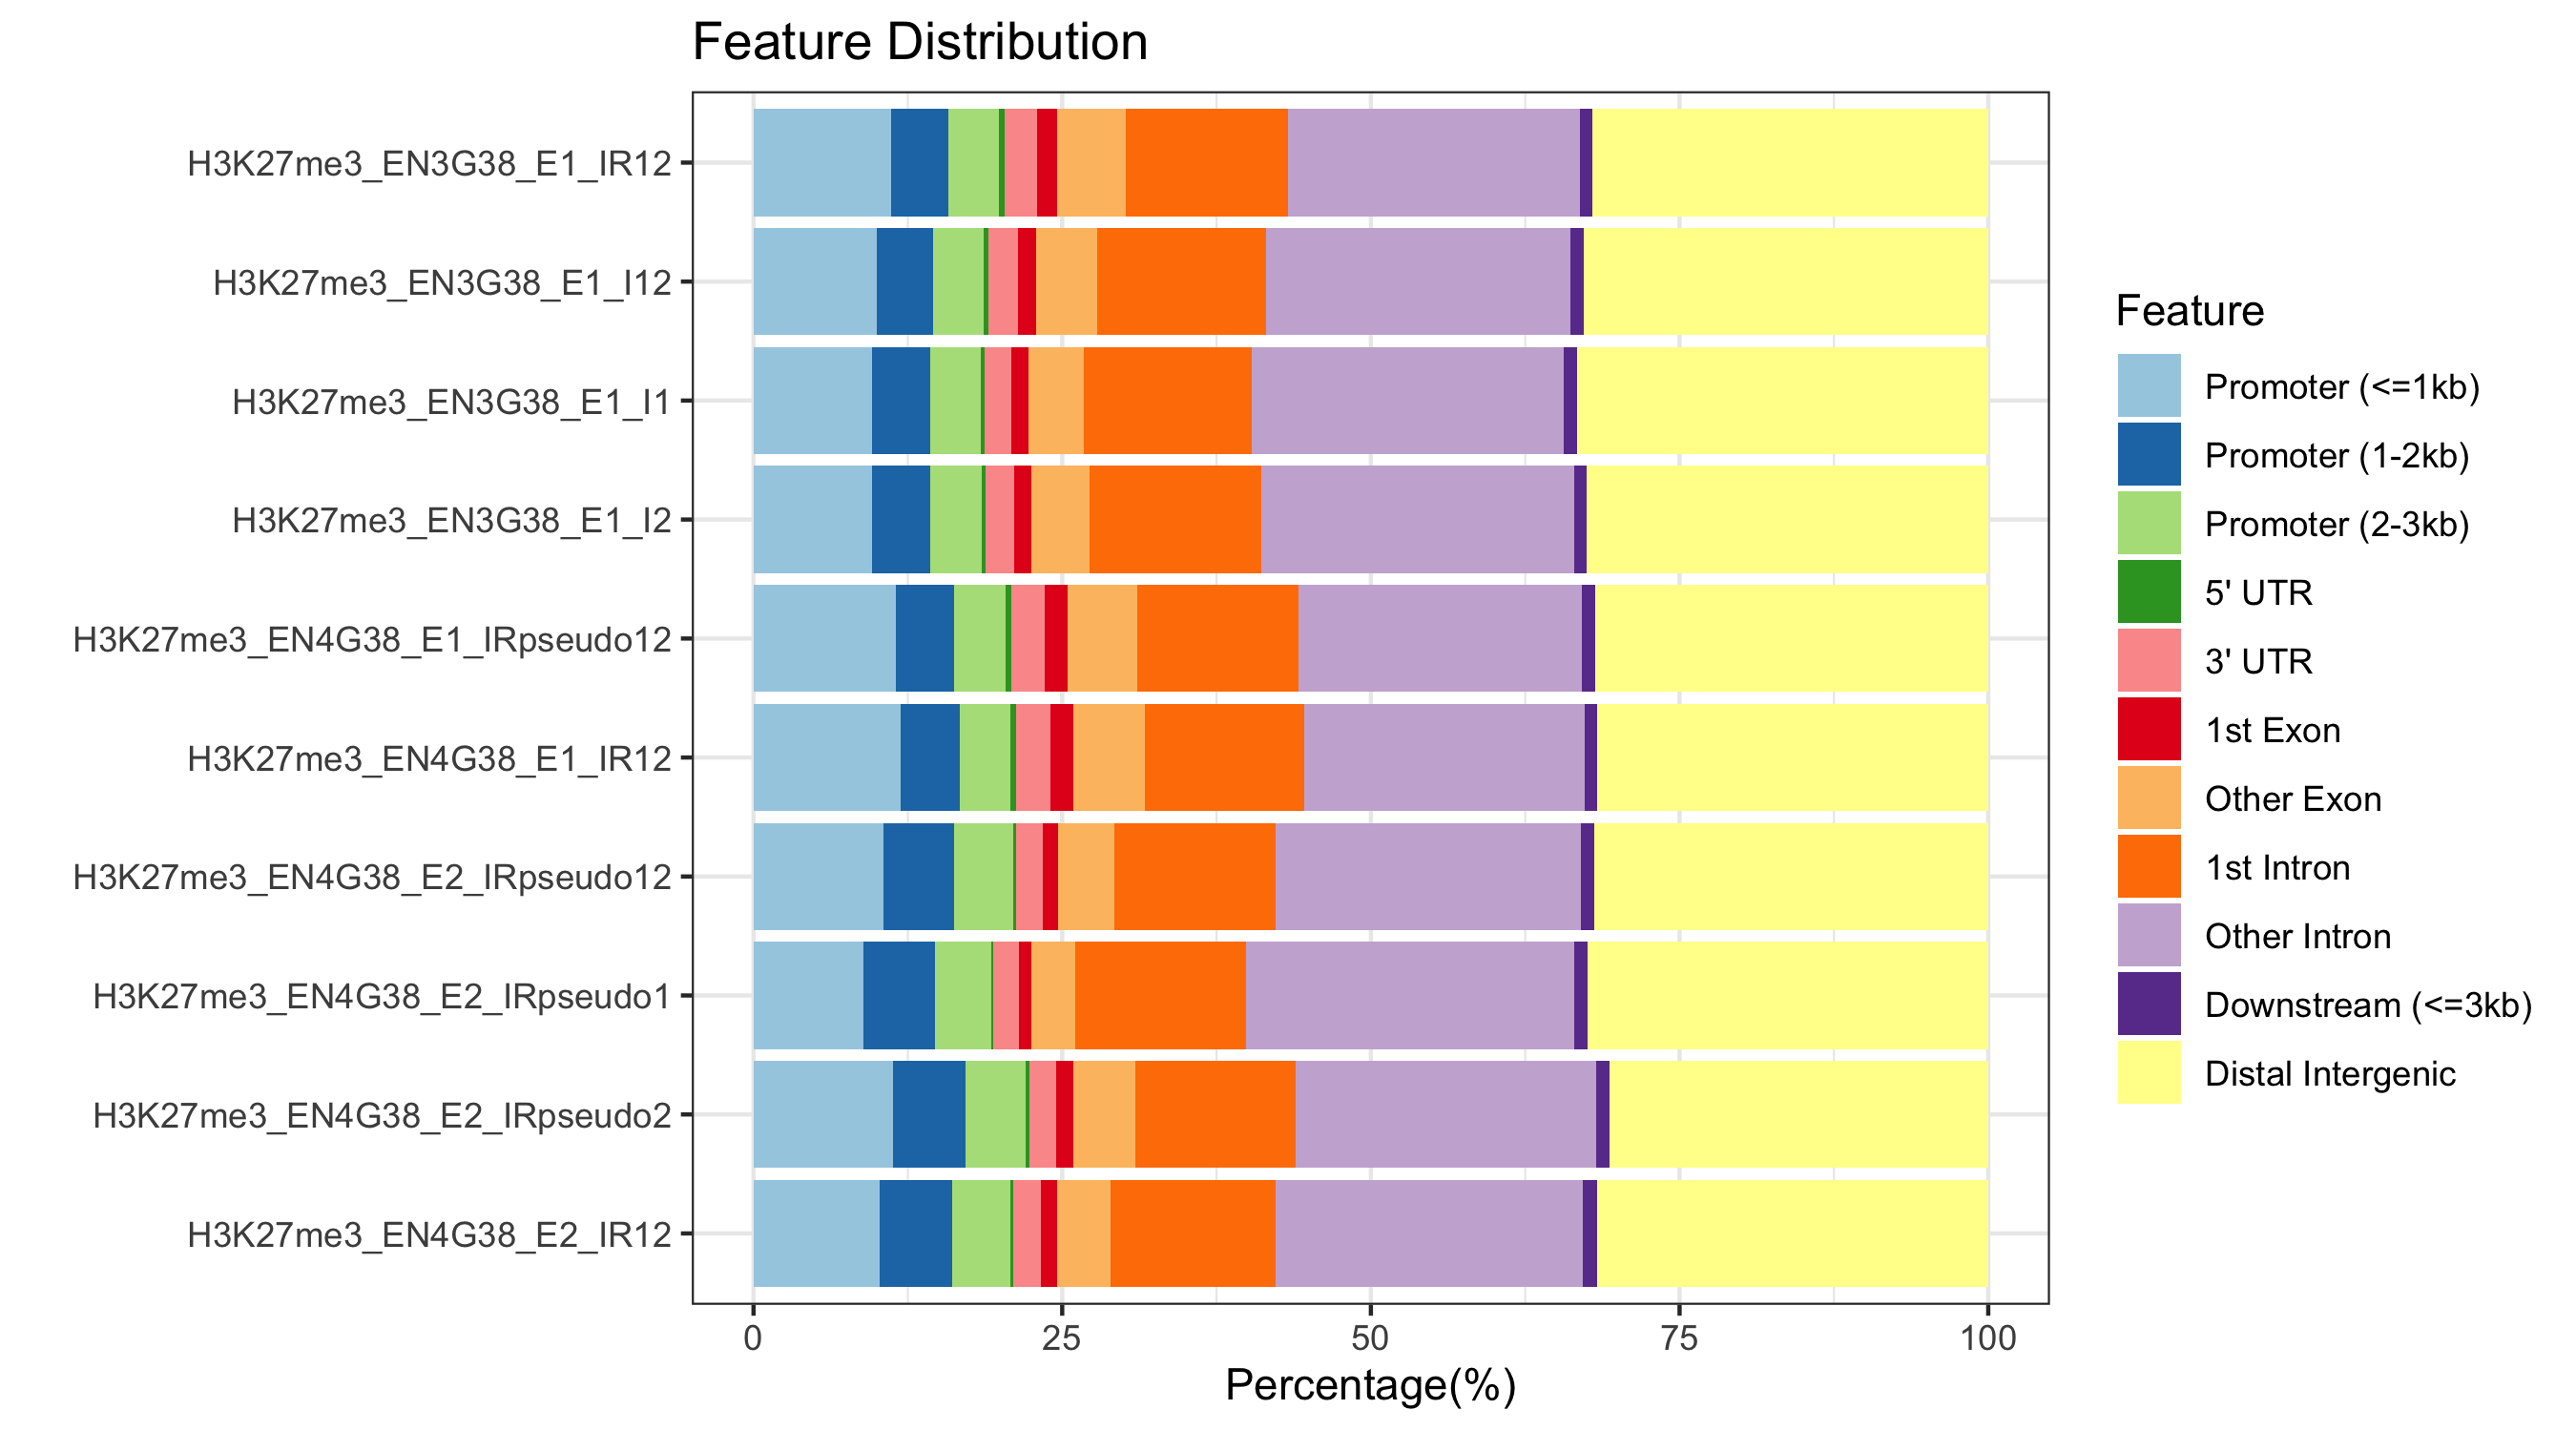 Feature Distribution
H3K27me3_EN3G38_E1_IR12
H3K27me3_EN3G38_E1_I12
H3K27me3_EN3G38_E1_I1
H3K27me3_EN3G38_E1_I2
H3K27me3_EN4G38_E1_IRpseudo12
H3K27me3_EN4G38_E1_IR12
H3K27me3_EN4G38_E2_IRpseudo12
H3K27me3_EN4G38_E2_IRpseudo1
H3K27me3_EN4G38_E2_IRpseudo2
H3K27me3_EN4G38_E2_IR12
0 25 50 75 100
Percentage(%)
Feature
Promoter (<=1kb)
Promoter (1-2kb)
Promoter (2-3kb)
5' UTR
3' UTR
1st Exon
Other Exon
1st Intron
Other Intron
Downstream (<=3kb)
Distal Intergenic